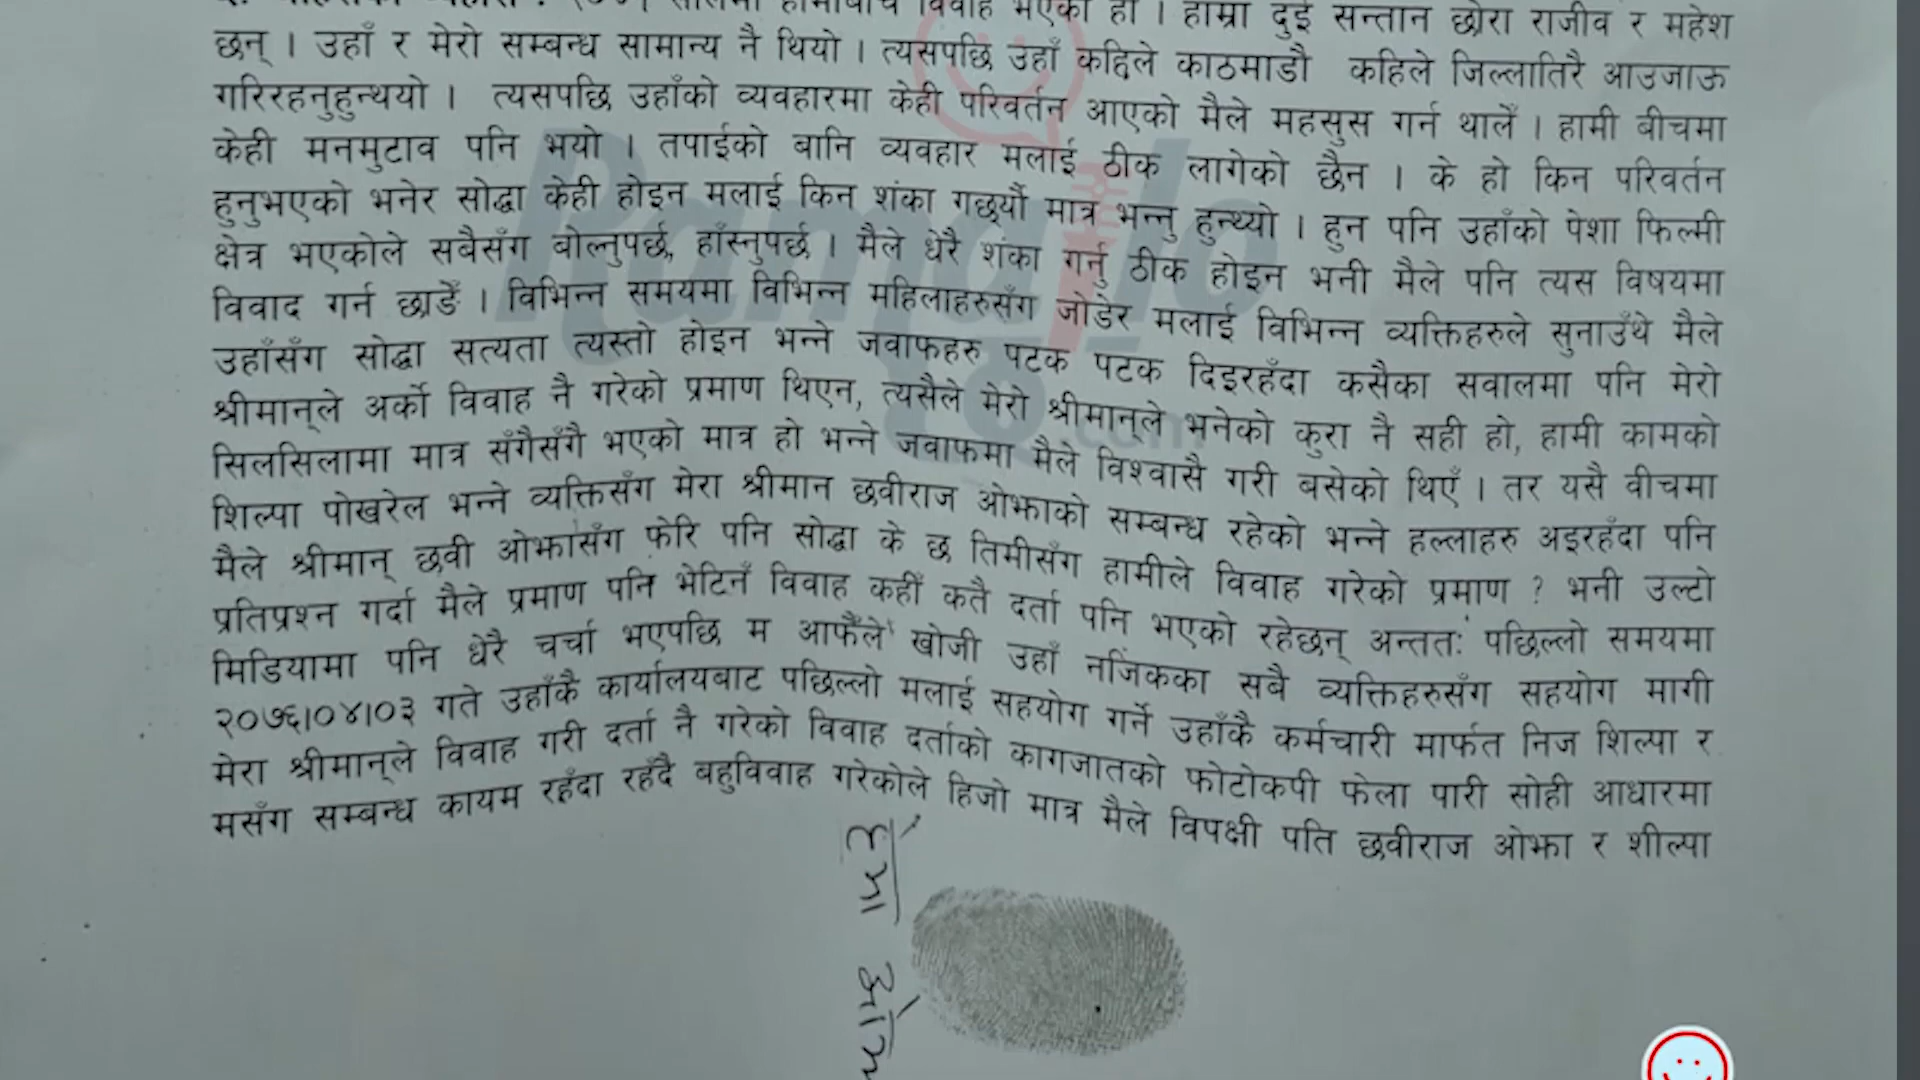 विवाह भएको हो । हाम्रा दुई सन्तान छोरा राजीव र महेश
छन् । उहाँ र मेरो सम्बन्ध सामान्य नै थियो । त्यसपछि उहाँ कहिले काठमाडौ कहिले जिल्लातिरै आउजाऊ
गरिरहनुहुन्थयो । त्यसपछि उहाँको व्यवहारमा केही परिवर्तन आएको मैले महसुस गर्न थालेँ । हामी बीचमा
केही मनमुटाव पनि भयो । तपाईको बानि व्यवहार मलाई ठीक लागेको छैन । के हो किन परिवर्तन
हुनुभएको भनेर सोद्धा केही होइन मलाई किन शंका गर्छ्यौ मात्र भन्नु हुन्थ्यो । हुन पनि उहाँको पेशा फिल्मी
क्षेत्र भएकोले सबैसँग बोल्नुपर्छ, हाँस्नुपर्छ । मैले धेरै शंका गर्नु ठीक होइन भनी मैले पनि त्यस विषयमा
विवाद गर्न छाडेँ । विभिन्न समयमा विभिन्न महिलाहरुसँग जोडेर मलाई विभिन्न व्यक्तिहरुले सुनाउँथे मैले
उहाँसँग सोद्धा सत्यता त्यस्तो होइन भन्ने जवाफहरु पटक पटक दिइरहँदा कसैका सवालमा पनि मेरो
श्रीमान्‌ले अर्को विवाह नै गरेको प्रमाण थिएन, त्यसैले मेरो श्रीमान्‌ले भनेको कुरा नै सही हो, हामी कामको
सिलसिलामा मात्र सँगैसँगै भएको मात्र हो भन्ने जवाफमा मैले विश्वासै गरी बसेको थिएँ । तर यसै बीचमा
शिल्पा पोखरेल भन्ने व्यक्तिसँग मेरा श्रीमान छवीराज ओझाको सम्बन्ध रहेको भन्ने हल्लाहरु अइरहँदा पनि
मैले श्रीमान् छवी ओझासँग फेरि पनि सोद्धा के छ तिमीसँग हामीले विवाह गरेको प्रमाण ? भनी उल्टो
प्रतिप्रश्न गर्दा मैले प्रमाण पनि भेटिनँ विवाह कहीँ कतै दर्ता पनि भएको रहेछन् अन्ततः पछिल्लो समयमा
मिडियामा पनि धेरै चर्चा भएपछि म आफैँले खोजी उहाँ नजिकका सबै व्यक्तिहरुसँग सहयोग मागी
२०७६।०४।०३ गते उहाँकै कार्यालयबाट पछिल्लो मलाई सहयोग गर्ने उहाँकै कर्मचारी मार्फत निज शिल्पा र
मेरा श्रीमान्‌ले विवाह गरी दर्ता नै गरेको विवाह दर्ताको कागजातको फोटोकपी फेला पारी सोही आधारमा
मसँग सम्बन्ध कायम रहँदा रहँदै बहुविवाह गरेकोले हिजो मात्र मैले विपक्षी पति छवीराज ओझा र शील्पा